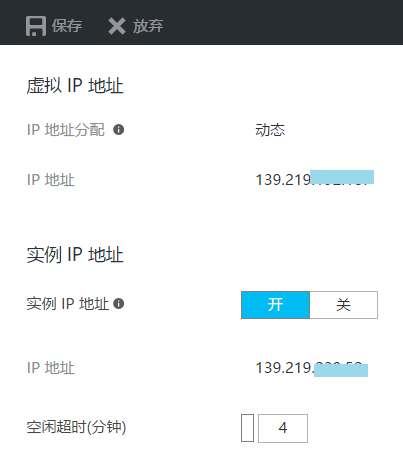 保存 放弃
虚拟 IP 地址
IP 地址分配 动态
IP 地址 139.219.
实例 IP 地址
实例 IP 地址 开 关
IP 地址 139.219.
空闲超时(分钟) 4